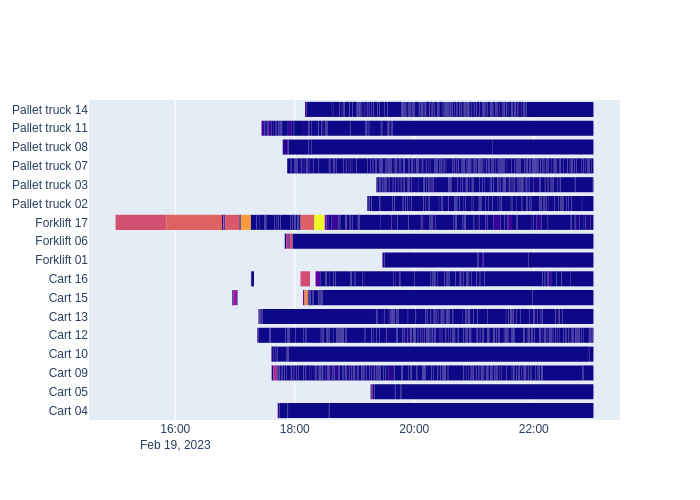 Pallet truck 14
Pallet truck 11
Pallet truck 08
Pallet truck 07
Pallet truck 03
Pallet truck 02
Forklift 17
Forklift 06
Forklift 01
Cart 16
Cart 15
Cart 13
Cart 12
Cart 10
Cart 09
Cart 05
Cart 04
16:00 18:00 20:00 22:00
Feb 19, 2023